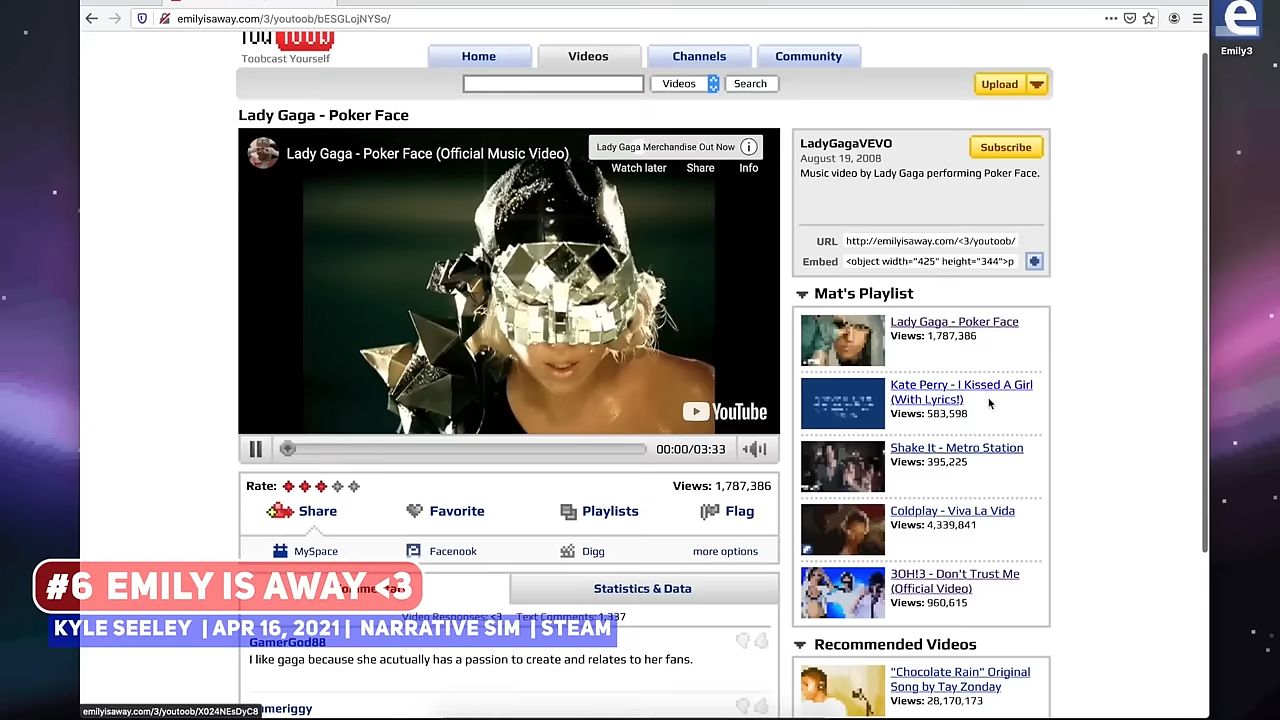 emilyisaway.com/3/youtoob/bESGLojNYSo/
Emily3
Toobcast Yourself
Home
Videos
Channels
Community
Videos
Search
Upload
Lady Gaga - Poker Face
Lady Gaga - Poker Face (Official Music Video)
Lady Gaga Merchandise Out Now
Watch later
Share
Info
YouTube
00:00/03:33
LadyGagaVEVO
August 19, 2008
Subscribe
Music video by Lady Gaga performing Poker Face.
URL http://emilyisaway.com/<3/youtoob/
Embed <object width="425" height="344">p
Mat's Playlist
Lady Gaga - Poker Face
Views: 1,787,386
Kate Perry - I Kissed A Girl
(With Lyrics!)
Views: 583,598
Shake It - Metro Station
Views: 395,225
Coldplay - Viva La Vida
Views: 4,339,841
3OH!3 - Don't Trust Me
(Official Video)
Views: 960,615
Recommended Videos
"Chocolate Rain" Original
Song by Tay Zonday
Views: 28,170,173
Rate:
Views: 1,787,386
Share
Favorite
Playlists
Flag
MySpace
Facenook
Digg
more options
Statistics & Data
Video Responses: <3 Text Comments: 1,337
#6 EMILY IS AWAY <3
KYLE SEELEY | APR 16, 2021 | NARRATIVE SIM | STEAM
GamerGod88
I like gaga because she acutually has a passion to create and relates to her fans.
emilyisaway.com/3/youtoob/X024NEsDyC8